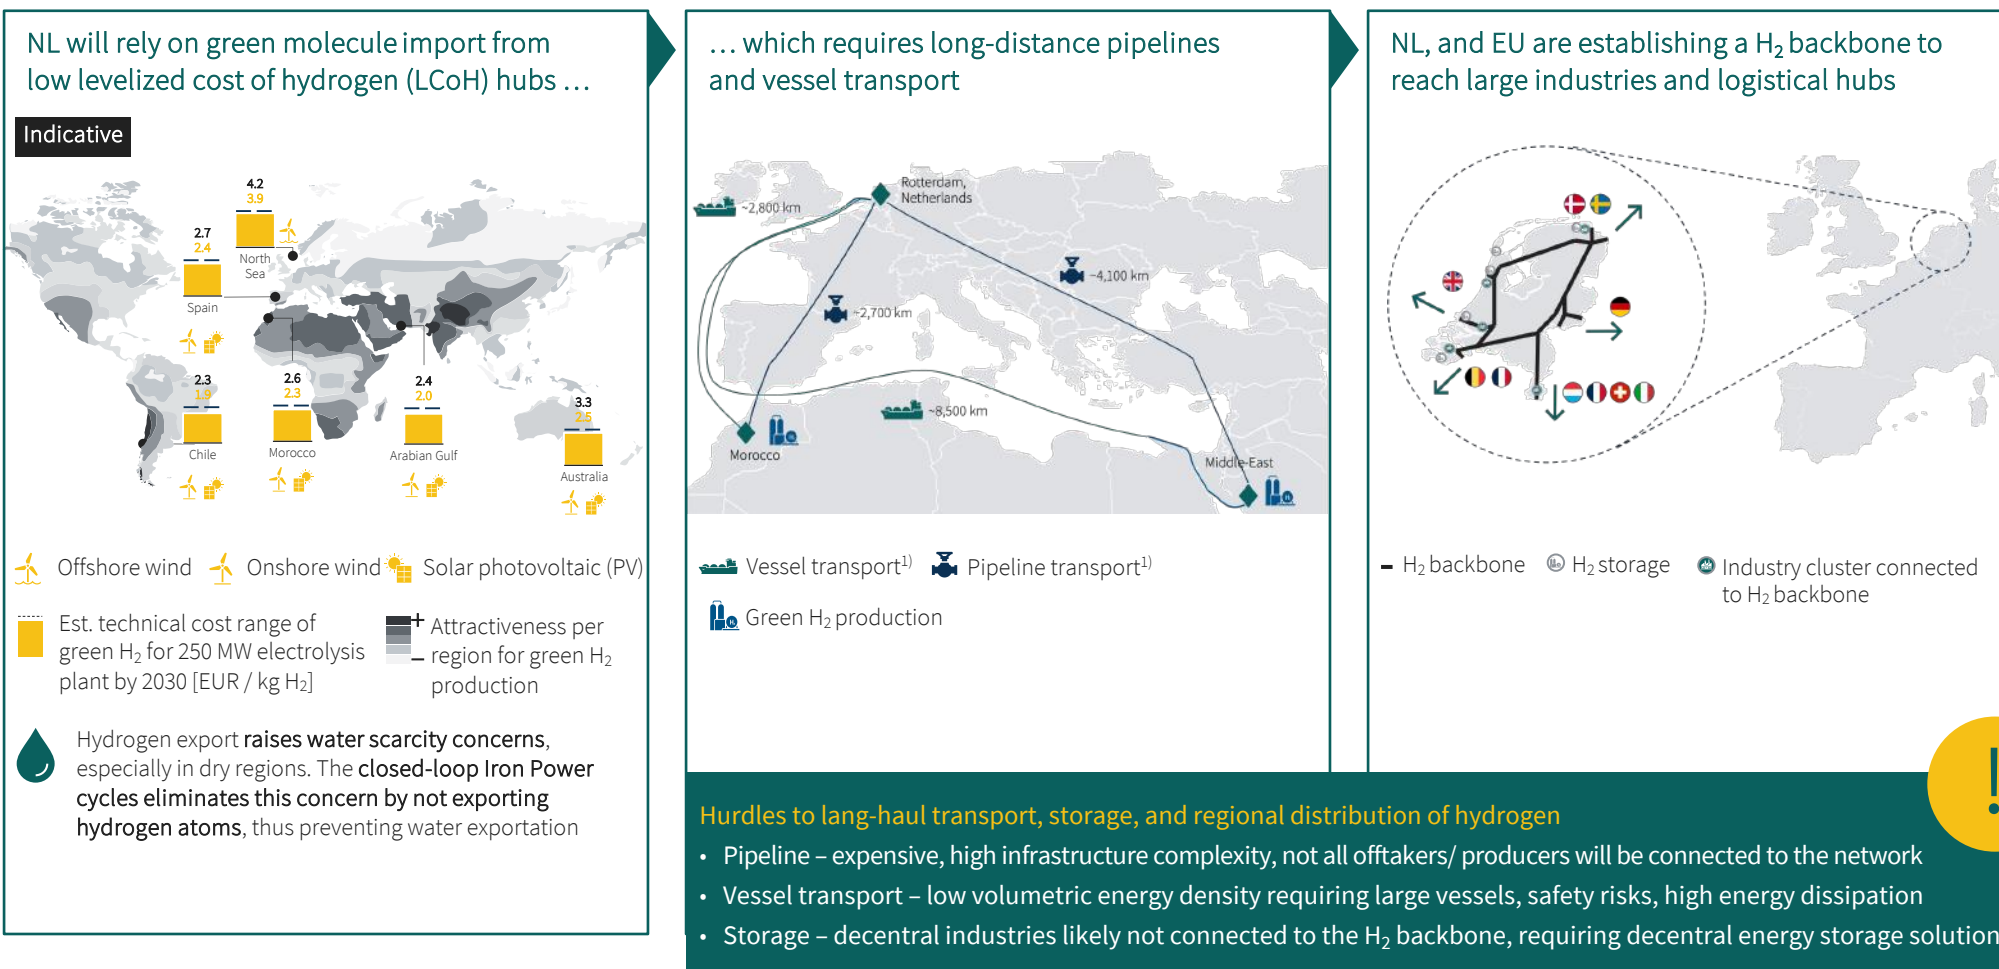 NL will rely on green molecule import from
low levelized cost of hydrogen (LCoH) hubs …
Indicative
4.2
3.9
North
Sea
2.7
2.4
Spain
2.3
1.9
Chile
2.6
2.3
Morocco
2.4
2.0
Arabian Gulf
3.3
2.5
Australia
Offshore wind
Onshore wind
Solar photovoltaic (PV)
Est. technical cost range of
green H₂ for 250 MW electrolysis
plant by 2030 [EUR / kg H₂]
+
–
Attractiveness per
region for green H₂
production
Hydrogen export raises water scarcity concerns,
especially in dry regions. The closed-loop Iron Power
cycles eliminates this concern by not exporting
hydrogen atoms, thus preventing water exportation
… which requires long-distance pipelines
and vessel transport
Rotterdam,
Netherlands
~2,800 km
~4,100 km
~2,700 km
~8,500 km
Morocco
Middle-East
Vessel transport¹⁾
Pipeline transport¹⁾
Green H₂ production
NL, and EU are establishing a H₂ backbone to
reach large industries and logistical hubs
H₂ backbone
H₂ storage
Industry cluster connected
to H₂ backbone
!
Hurdles to lang-haul transport, storage, and regional distribution of hydrogen
• Pipeline – expensive, high infrastructure complexity, not all offtakers/ producers will be connected to the network
• Vessel transport – low volumetric energy density requiring large vessels, safety risks, high energy dissipation
• Storage – decentral industries likely not connected to the H₂ backbone, requiring decentral energy storage solution